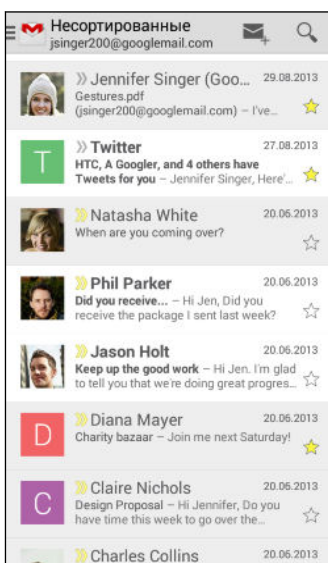 Несортированные
jsinger200@googlemail.com
Jennifer Singer (Goo... 29.08.2013
Gestures.pdf
(jsinger200@googlemail.com) – I've...
T
Twitter 27.08.2013
HTC, A Googler, and 4 others have
Tweets for you – Jennifer Singer, Here'...
Natasha White 20.06.2013
When are you coming over?
Phil Parker 20.06.2013
Did you receive... – Hi Jen, Did you
receive the package I sent last week?
Jason Holt 20.06.2013
Keep up the good work – Hi Jen. I'm glad
to tell you that we're doing great progres...
D
Diana Mayer 20.06.2013
Charity bazaar – Join me next Saturday!
C
Claire Nichols 20.06.2013
Design Proposal – Hi Jennifer, Do you
have time this week to go over the...
Charles Collins 20.06.2013